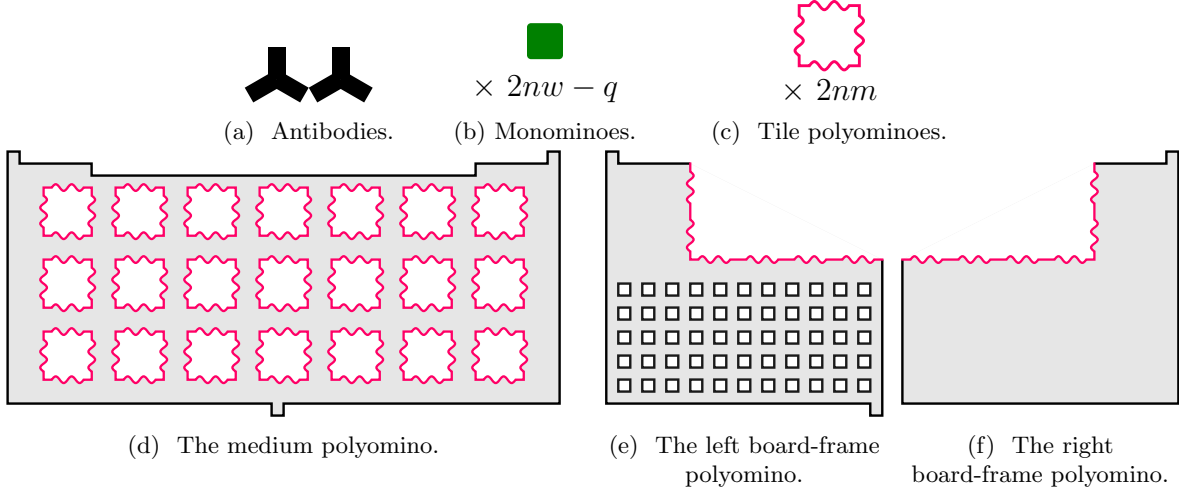 × 2nw − q
× 2nm
(a) Antibodies.
(b) Monominoes.
(c) Tile polyominoes.
(d) The medium polyomino.
(e) The left board-frame
polyomino.
(f) The right
board-frame polyomino.